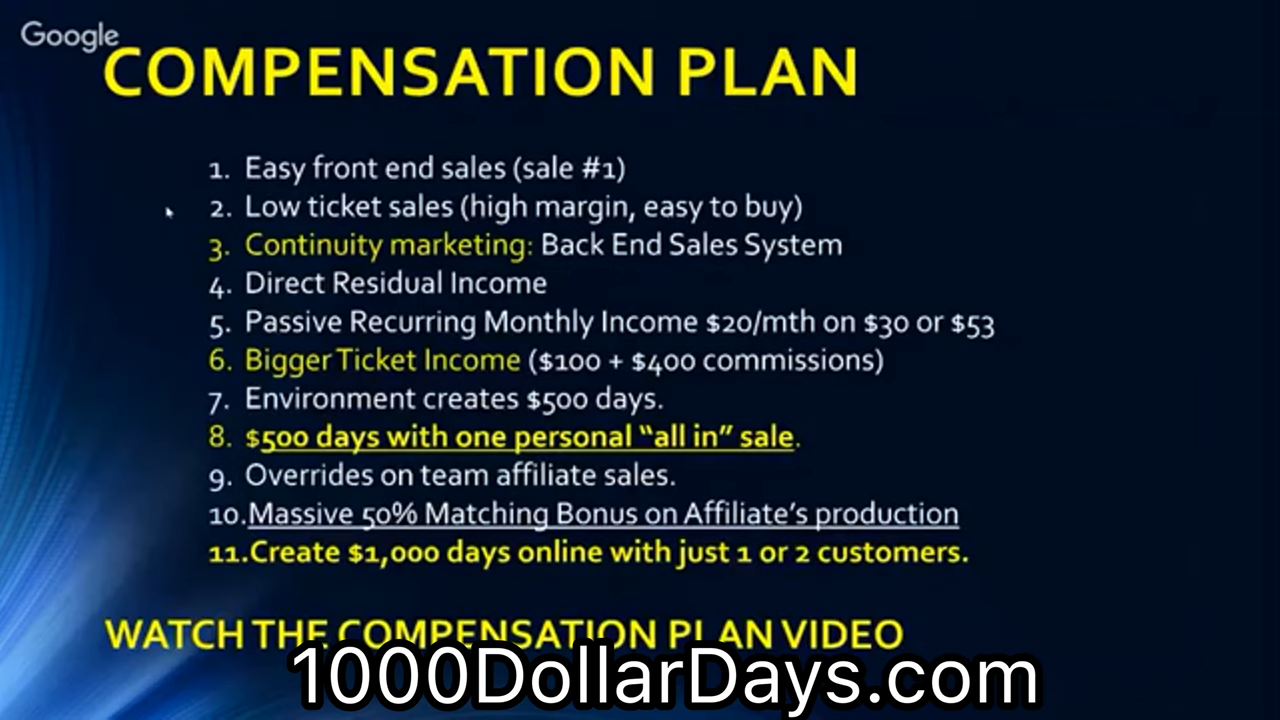 Google
COMPENSATION PLAN
1. Easy front end sales (sale #1)
2. Low ticket sales (high margin, easy to buy)
3. Continuity marketing: Back End Sales System
4. Direct Residual Income
5. Passive Recurring Monthly Income $20/mth on $30 or $53
6. Bigger Ticket Income ($100 + $400 commissions)
7. Environment creates $500 days.
8. $500 days with one personal “all in” sale.
9. Overrides on team affiliate sales.
10.Massive 50% Matching Bonus on Affiliate’s production
11.Create $1,000 days online with just 1 or 2 customers.
WATCH THE COMPENSATION PLAN VIDEO
1000DollarDays.com